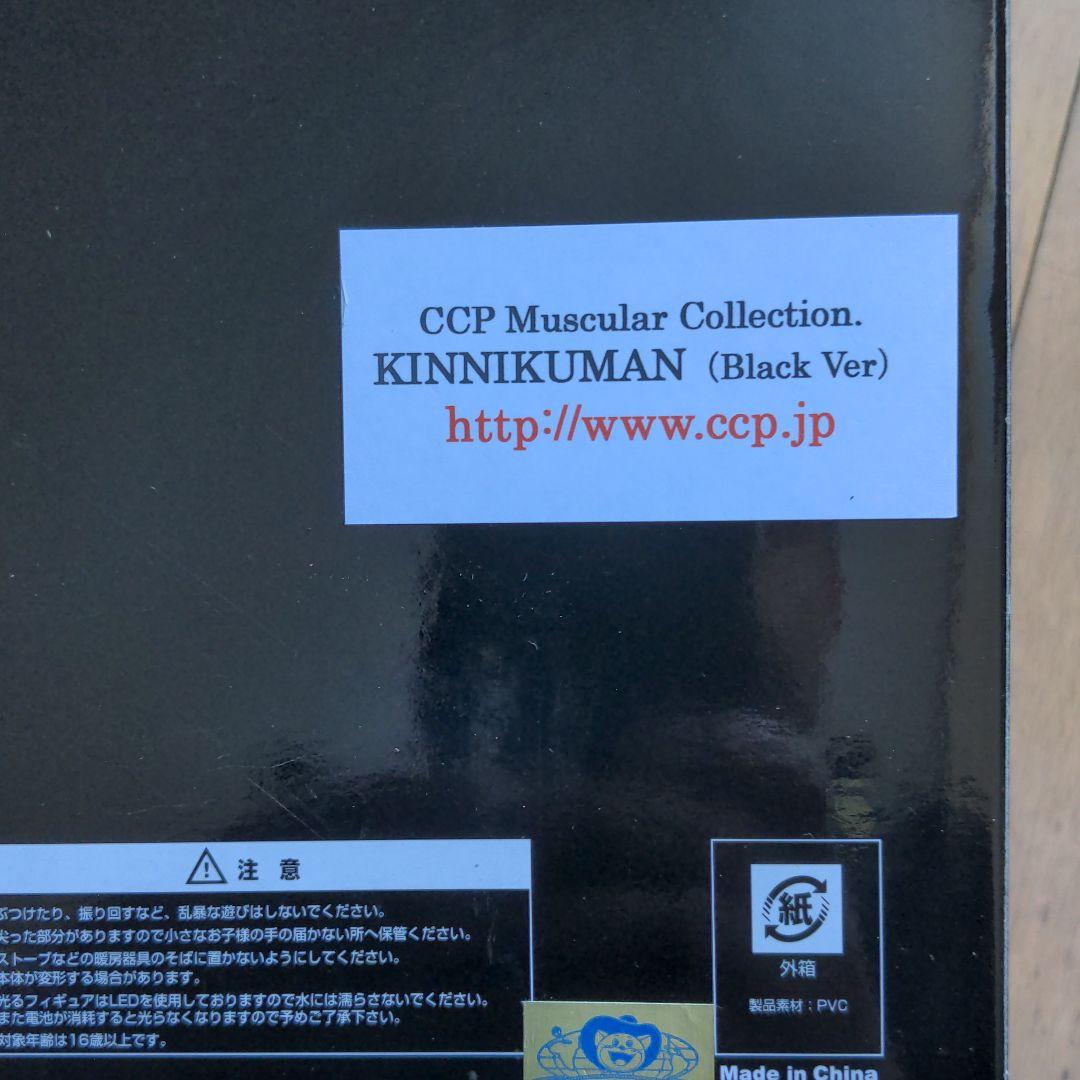 CCP Muscular Collection.
KINNIKUMAN (Black Ver)
http://www.ccp.jp
注 意
ぶつけたり、振り回すなど、乱暴な遊びはしないでください。
尖った部分がありますので小さなお子様の手の届かない所へ保管ください。
ストーブなどの暖房器具のそばに置かないようにしてください。
本体が変形する場合があります。
光るフィギュアはLEDを使用しておりますので水には濡らさないでください。
また電池が消耗すると光らなくなりますので予めご了承下さい。
対象年齢は16歳以上です。
紙
外箱
製品素材:PVC
Made in China